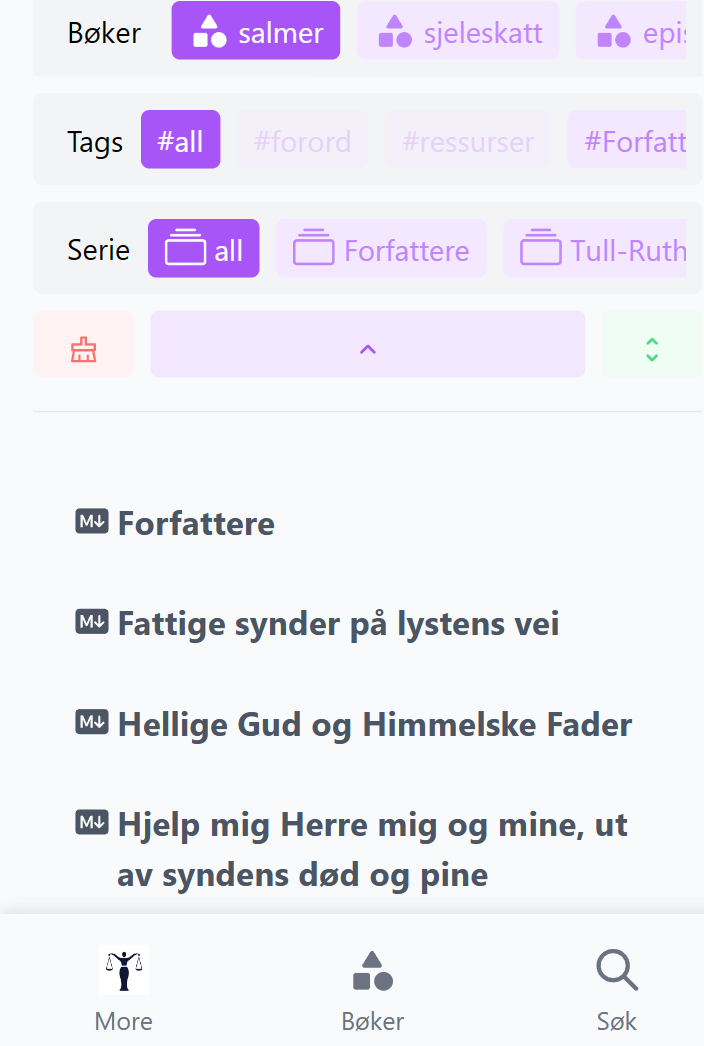 Bøker salmer sjeleskatt
Tags #all #forord #ressurser #Forfatt
Serie all Forfattere Tull-Ruth
M Forfattere
M Fattige synder på lystens vei
M Hellige Gud og Himmelske Fader
M Hjelp mig Herre mig og mine, ut
av syndens død og pine
More Bøker Søk